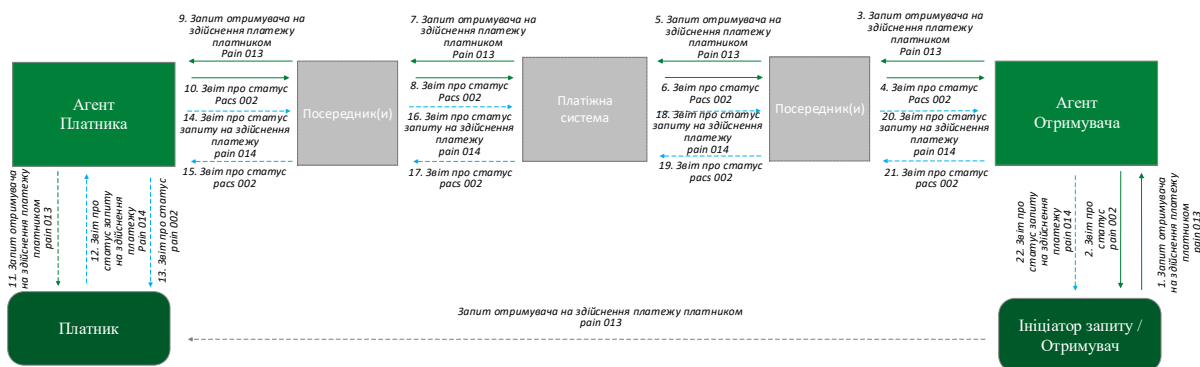 9. Запит отримувача на
здійснення платежу
платником
Pain 013
7. Запит отримувача на
здійснення платежу
платником
Pain 013
5. Запит отримувача на
здійснення платежу
платником
Pain 013
3. Запит отримувача на
здійснення платежу
платником
Pain 013
Агент
Платника
10. Звіт про статус
Pacs 002
14. Звіт про статус
запиту на здійснення
платежу
pain 014
15. Звіт про статус
pacs 002
Посередник(и)
8. Звіт про статус
Pacs 002
16. Звіт про статус
запиту на здійснення
платежу
pain 014
17. Звіт про статус
pacs 002
Платіжна
система
6. Звіт про статус
Pacs 002
18. Звіт про статус
запиту на здійснення
платежу
pain 014
19. Звіт про статус
pacs 002
Посередник(и)
4. Звіт про статус
Pacs 002
20. Звіт про статус
запиту на здійснення
платежу
pain 014
21. Звіт про статус
pacs 002
Агент
Отримувача
11. Запит отримувача
на здійснення платежу
платником
pain 013
12. Звіт про
статус запиту
на здійснення
платежу
Pain 014
13. Звіт про статус
pain 002
22. Звіт про
статус запиту
на здійснення
платежу
pain 014
2. Звіт про
статус
pain 002
1. Запит отримувача
на здійснення платежу
платником
pain 013
Платник
Запит отримувача на здійснення платежу платником
pain 013
Ініціатор запиту /
Отримувач